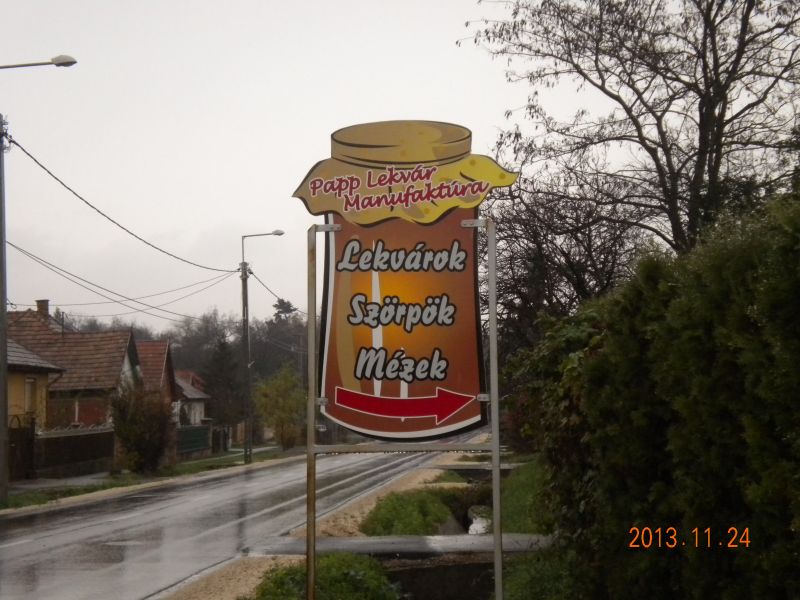 Papp Lekvár
Manufaktúra
Lekvárok
Szörpök
Mézek
2013.11.24